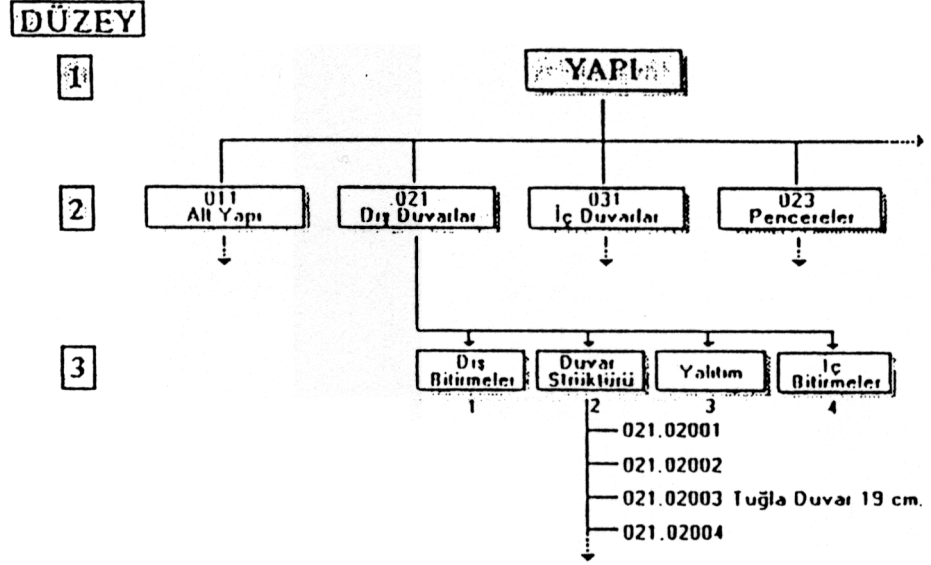 DÜZEY
1
YAPI
2
011
Alt Yapı
021
Dış Duvarlar
031
İç Duvarlar
023
Pencereler
3
Dış
Bitirmeler
1
Duvar
Strüktürü
2
Yalıtım
3
İç
Bitirmeler
4
021.02001
021.02002
021.02003 Tuğla Duvar 19 cm.
021.02004